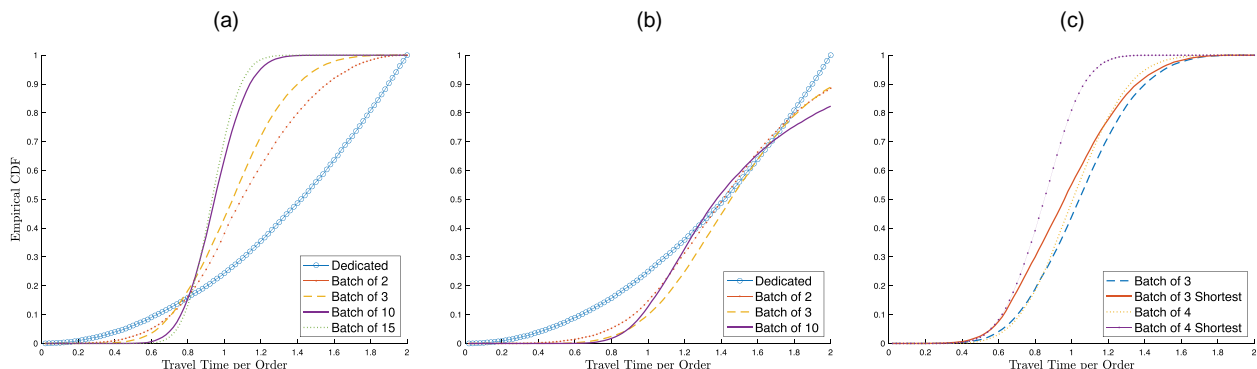 (a)
(b)
(c)
Empirical CDF
1
0.9
0.8
0.7
0.6
0.5
0.4
0.3
0.2
0.1
0
0 0.2 0.4 0.6 0.8 1 1.2 1.4 1.6 1.8 2
Travel Time per Order
Dedicated
Batch of 2
Batch of 3
Batch of 10
Batch of 15
1
0.9
0.8
0.7
0.6
0.5
0.4
0.3
0.2
0.1
0
0 0.2 0.4 0.6 0.8 1 1.2 1.4 1.6 1.8 2
Travel Time per Order
Dedicated
Batch of 2
Batch of 3
Batch of 10
1
0.9
0.8
0.7
0.6
0.5
0.4
0.3
0.2
0.1
0
0 0.2 0.4 0.6 0.8 1 1.2 1.4 1.6 1.8 2
Travel Time per Order
Batch of 3
Batch of 3 Shortest
Batch of 4
Batch of 4 Shortest